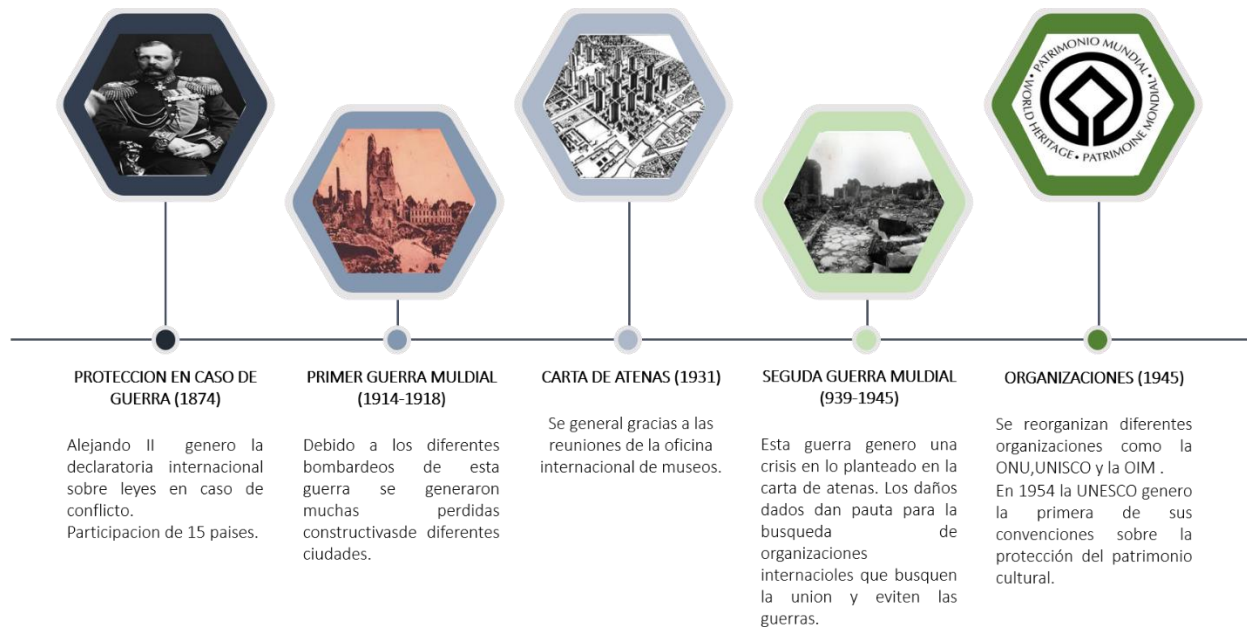 PATRIMONIO MUNDIAL • WORLD HERITAGE • PATRIMOINE MONDIAL •
PROTECCION EN CASO DE
GUERRA (1874)
Alejando II genero la
declaratoria internacional
sobre leyes en caso de
conflicto.
Participacion de 15 paises.
PRIMER GUERRA MULDIAL
(1914-1918)
Debido a los diferentes
bombardeos de esta
guerra se generaron
muchas perdidas
constructivasde diferentes
ciudades.
CARTA DE ATENAS (1931)
Se general gracias a las
reuniones de la oficina
internacional de museos.
SEGUDA GUERRA MULDIAL
(939-1945)
Esta guerra genero una
crisis en lo planteado en la
carta de atenas. Los daños
dados dan pauta para la
busqueda de
organizaciones
internacioles que busquen
la union y eviten las
guerras.
ORGANIZACIONES (1945)
Se reorganizan diferentes
organizaciones como la
ONU,UNISCO y la OIM .
En 1954 la UNESCO genero
la primera de sus
convenciones sobre la
protección del patrimonio
cultural.